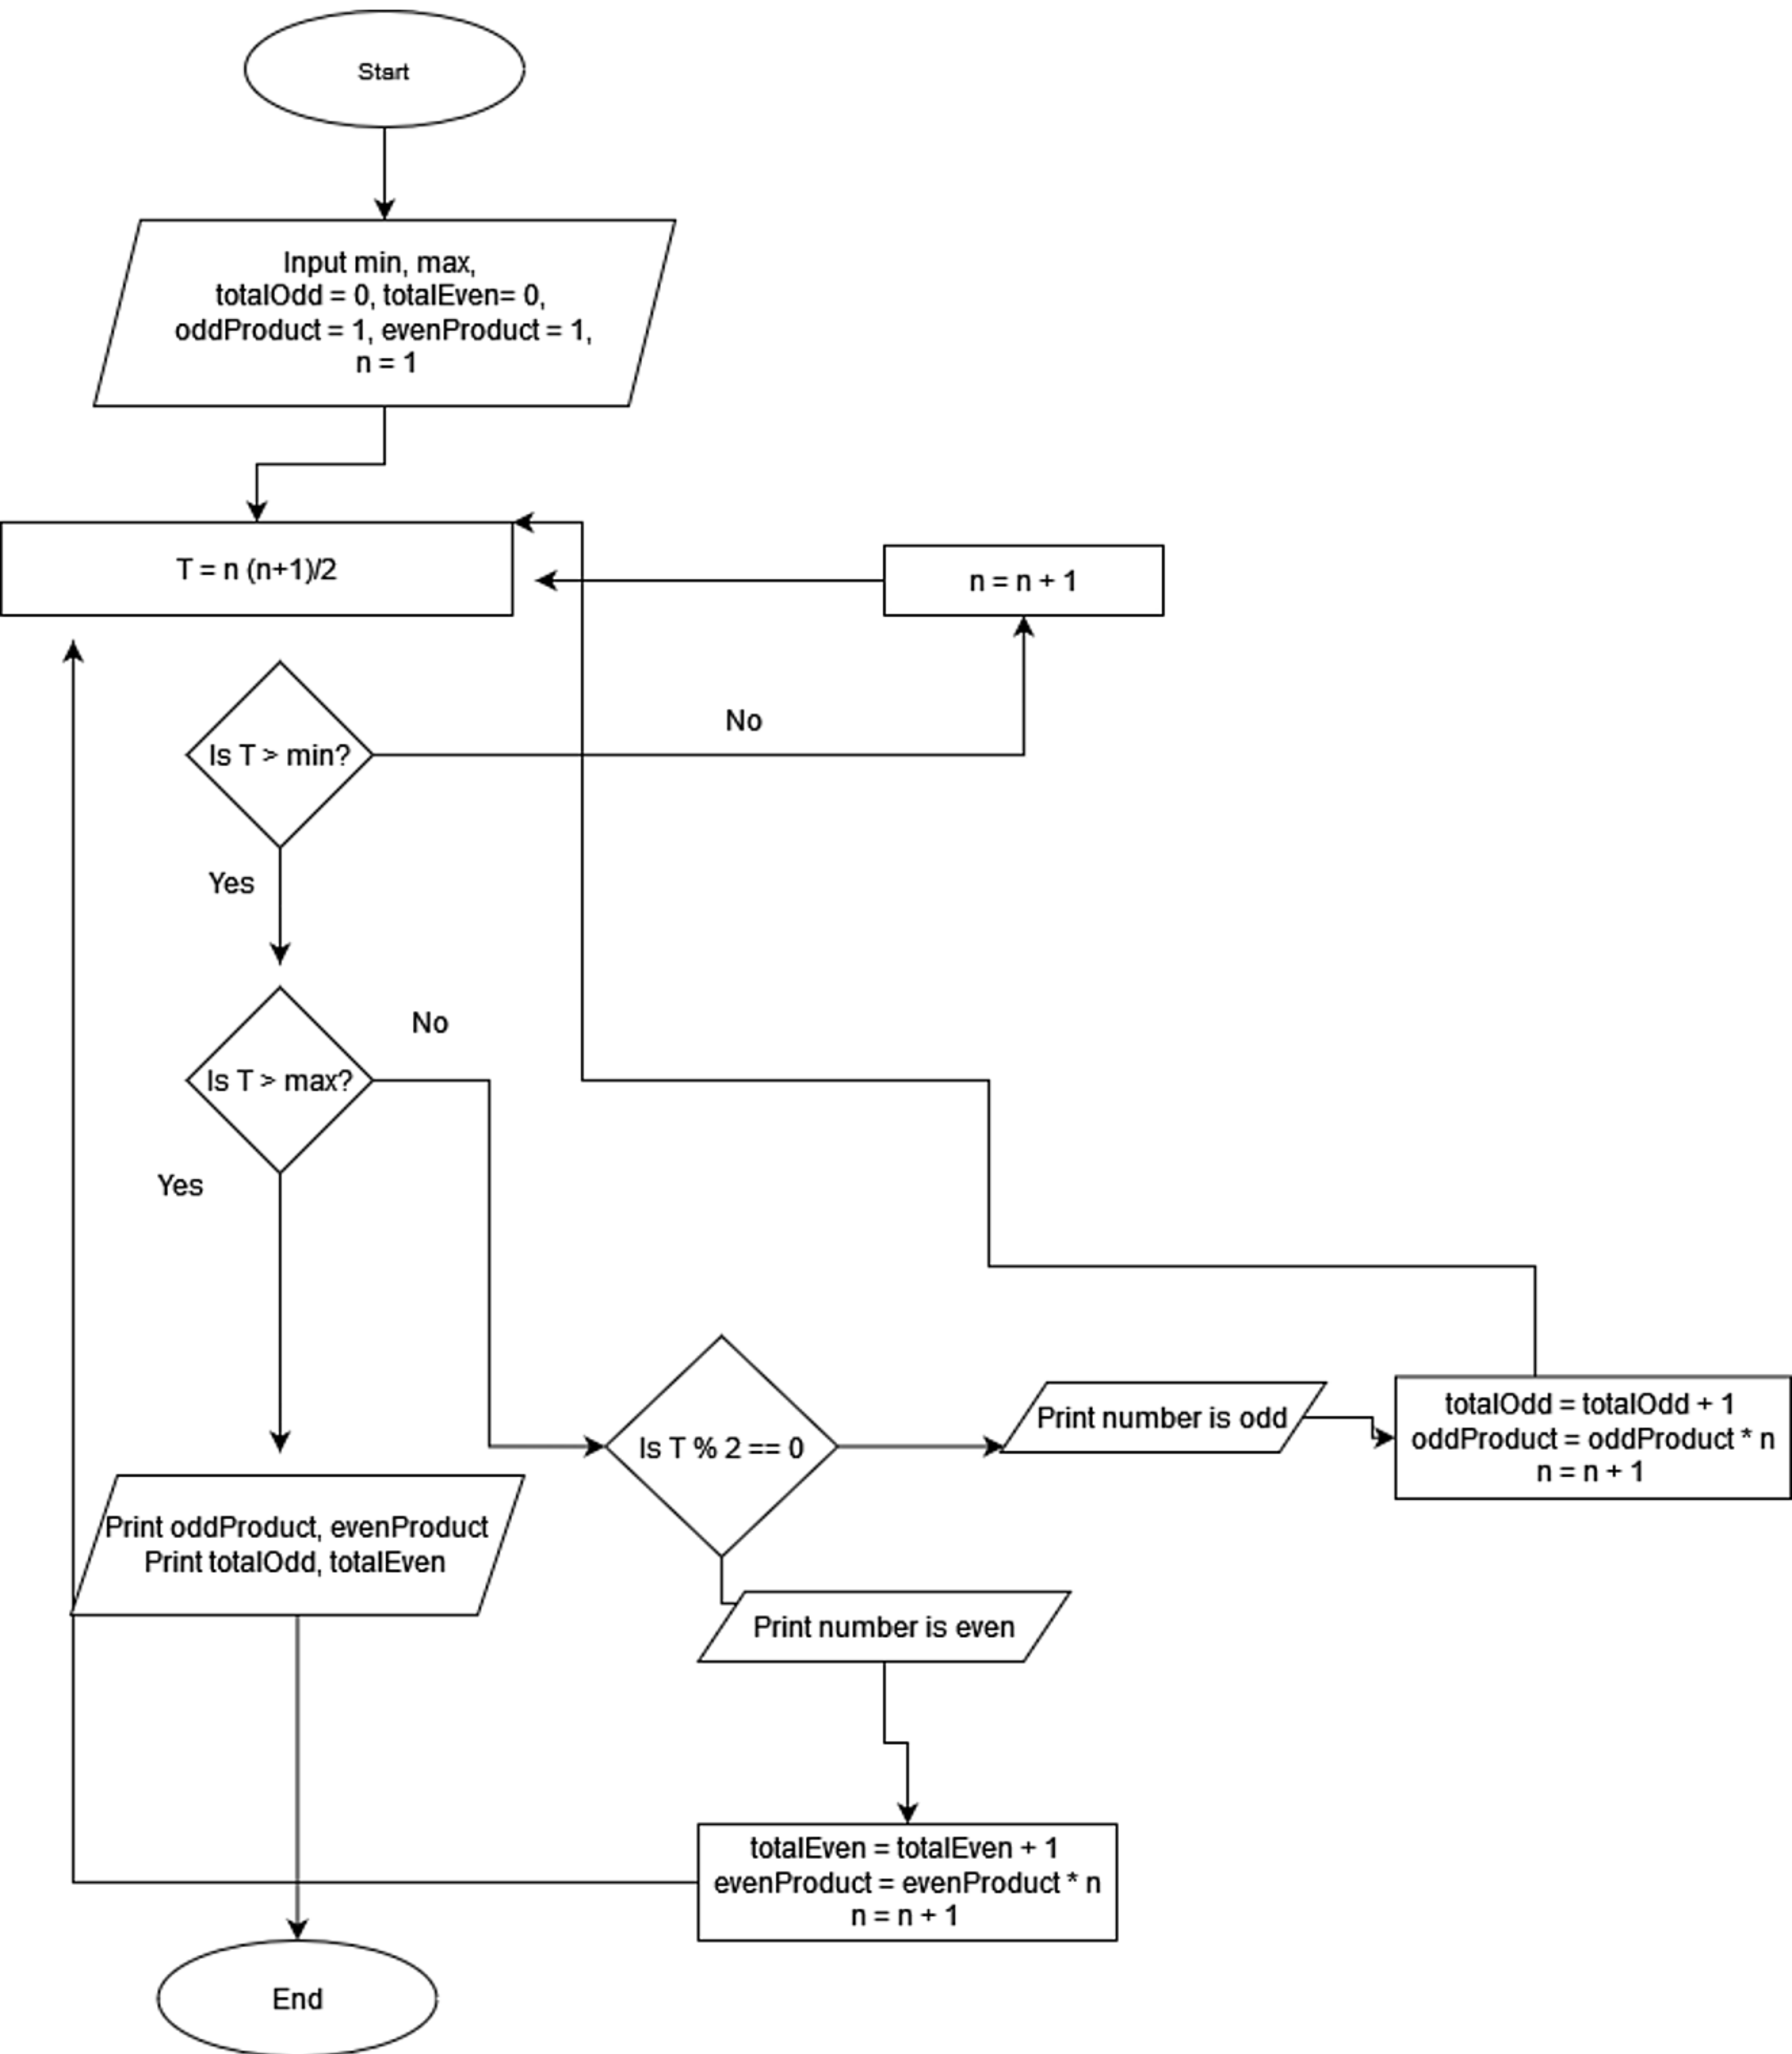 Start
Input min, max,
totalOdd = 0, totalEven= 0,
oddProduct = 1, evenProduct = 1,
n = 1
T = n (n+1)/2
n = n + 1
No
Is T > min?
Yes
No
Is T > max?
Yes
Is T % 2 == 0
Print number is odd
totalOdd = totalOdd + 1
oddProduct = oddProduct * n
n = n + 1
Print oddProduct, evenProduct
Print totalOdd, totalEven
Print number is even
totalEven = totalEven + 1
evenProduct = evenProduct * n
n = n + 1
End